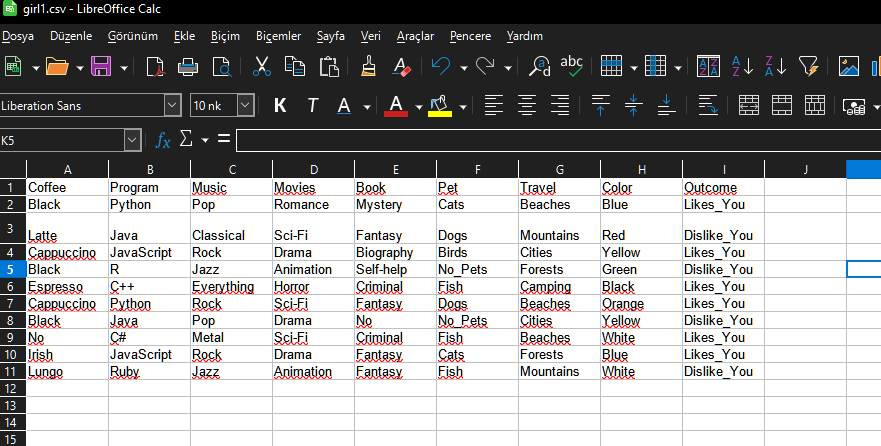 girl1.csv - LibreOffice Calc
Dosya Düzenle Görünüm Ekle Biçim Biçemler Sayfa Veri Araçlar Pencere Yardım
abc
Liberation Sans 10 nk K T A A
K5 fx Σ =
A B C D E F G H I J
1 Coffee Program Music Movies Book Pet Travel Color Outcome
2 Black Python Pop Romance Mystery Cats Beaches Blue Likes_You
3 Latte Java Classical Sci-Fi Fantasy Dogs Mountains Red Dislike_You
4 Cappuccino JavaScript Rock Drama Biography Birds Cities Yellow Likes_You
5 Black R Jazz Animation Self-help No_Pets Forests Green Dislike_You
6 Espresso C++ Everything Horror Criminal Fish Camping Black Likes_You
7 Cappuccino Python Rock Sci-Fi Fantasy Dogs Beaches Orange Likes_You
8 Black Java Pop Drama No No_Pets Cities Yellow Dislike_You
9 No C# Metal Sci-Fi Criminal Fish Beaches White Likes_You
10 Irish JavaScript Rock Drama Fantasy Cats Forests Blue Likes_You
11 Lungo Ruby Jazz Animation Fantasy Fish Mountains White Dislike_You
12
13
14
15